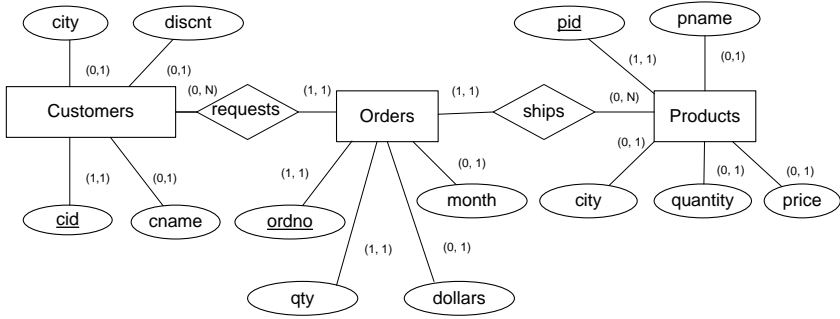 city
discnt
pid
pname
(0,1)
(0,1)
(1, 1)
(0,1)
Customers
(0, N)
requests
(1, 1)
Orders
(1, 1)
ships
(0, N)
Products
(1,1)
(0,1)
(1, 1)
(0, 1)
(0, 1)
(0, 1)
(0, 1)
cid
cname
ordno
month
city
quantity
price
(1, 1)
(0, 1)
qty
dollars